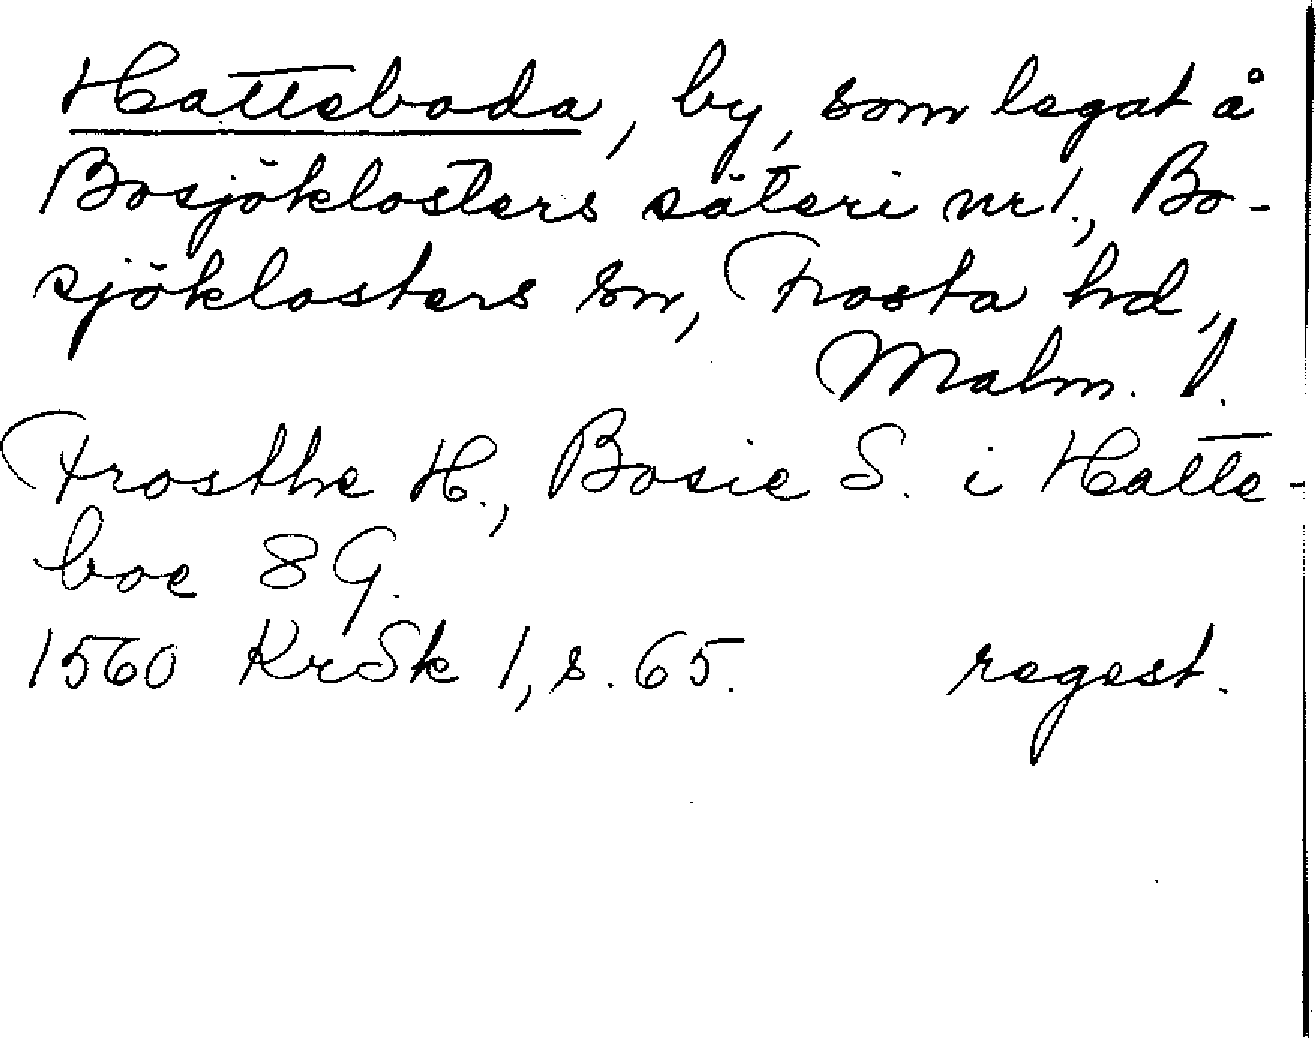 Hatteboda, by, som legat å
Bosjöklosters säteri nr 1., Bo-
sjöklosters sn, Frosta hd,
Malm. l.
Frosthe H., Bosie S. i Hatte-
boe 8 G.
1560 KrSk 1, s. 65. regest.